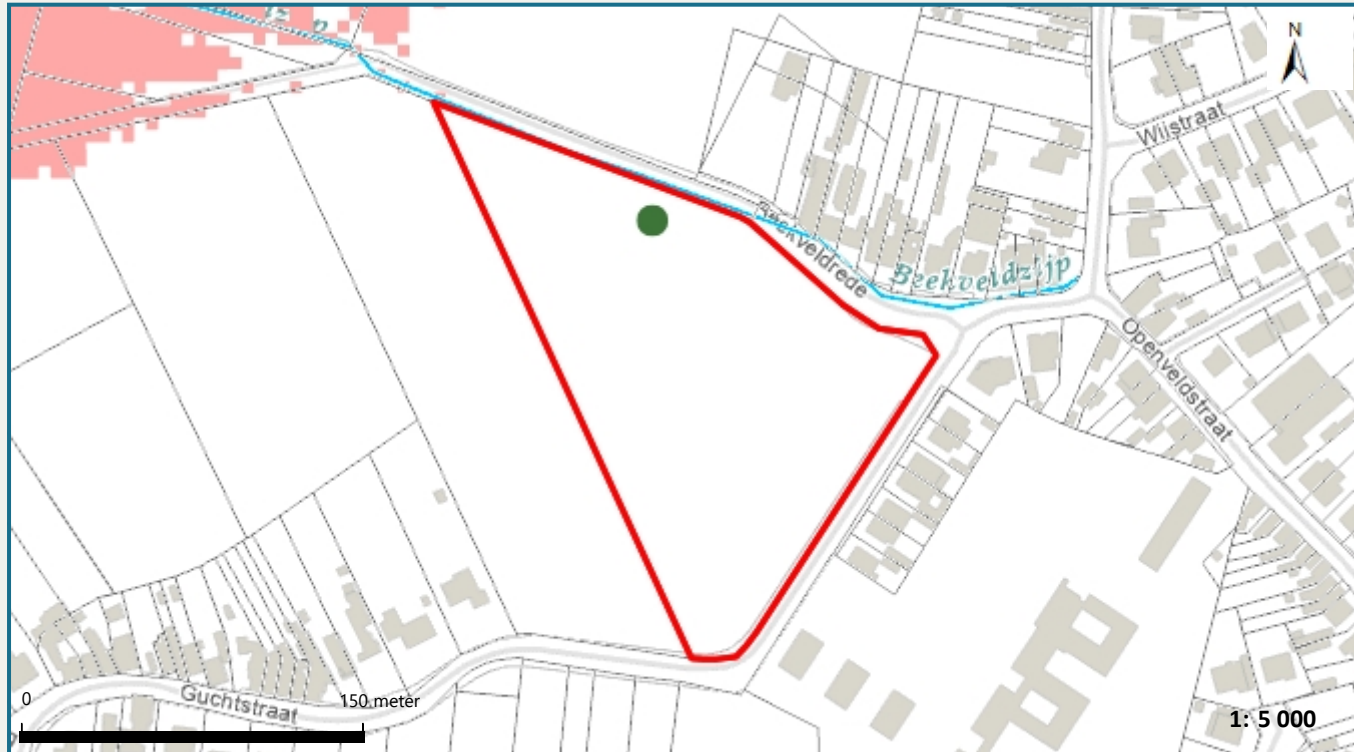 N
Wijstraat
Beekveldrede
Beekveldzijp
Openveldstraat
0
150 meter
Guchtstraat
1: 5 000